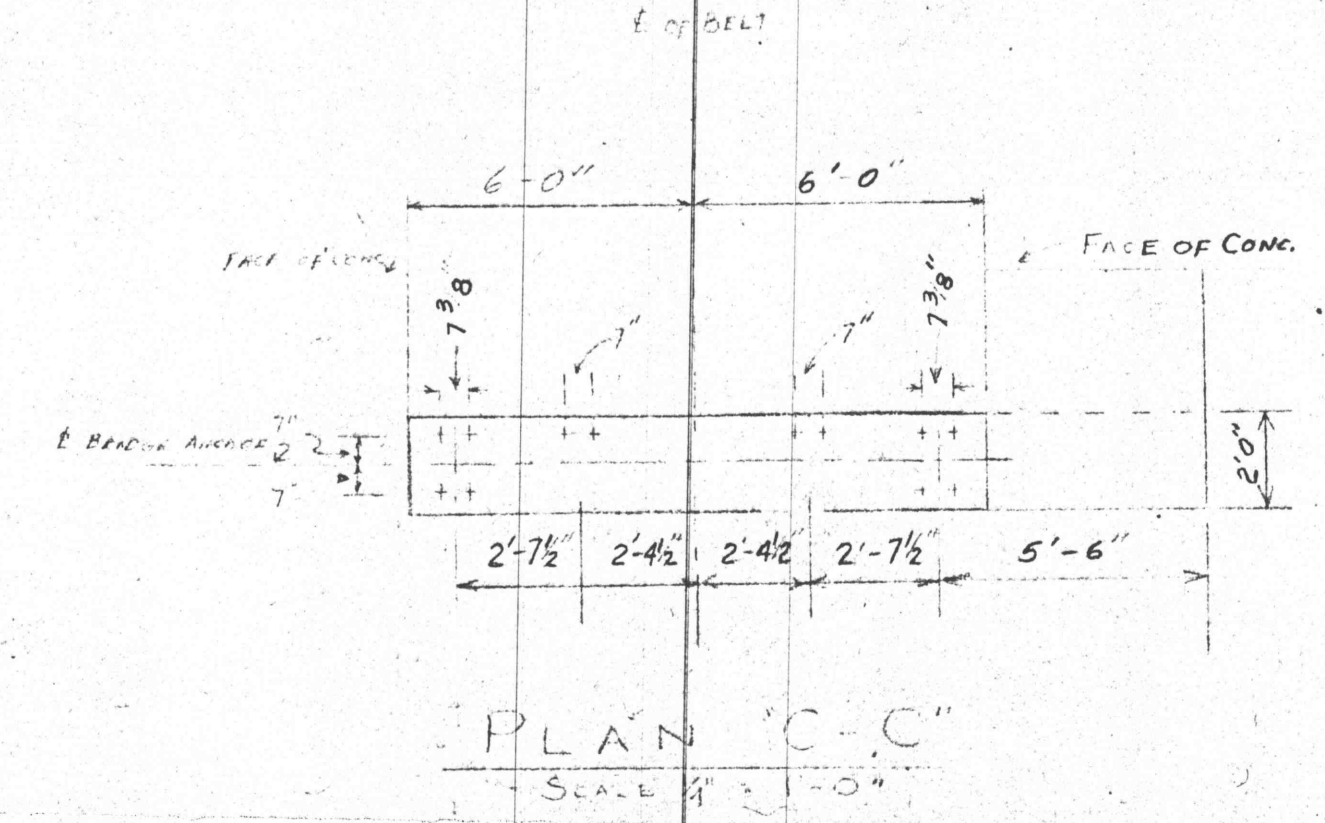 ℄ OF BELT
6-0"
6'-0"
FACE OF CONC.
FACE OF CONC.
7 3/8
7"
7"
7 3/8"
7"
℄ ANCHOR
7"
2'0"
2'-7½"
2'-4½"
2'-4½"
2'-7½"
5'-6"
PLAN "C-C"
SCALE ¼" = 1'-0"